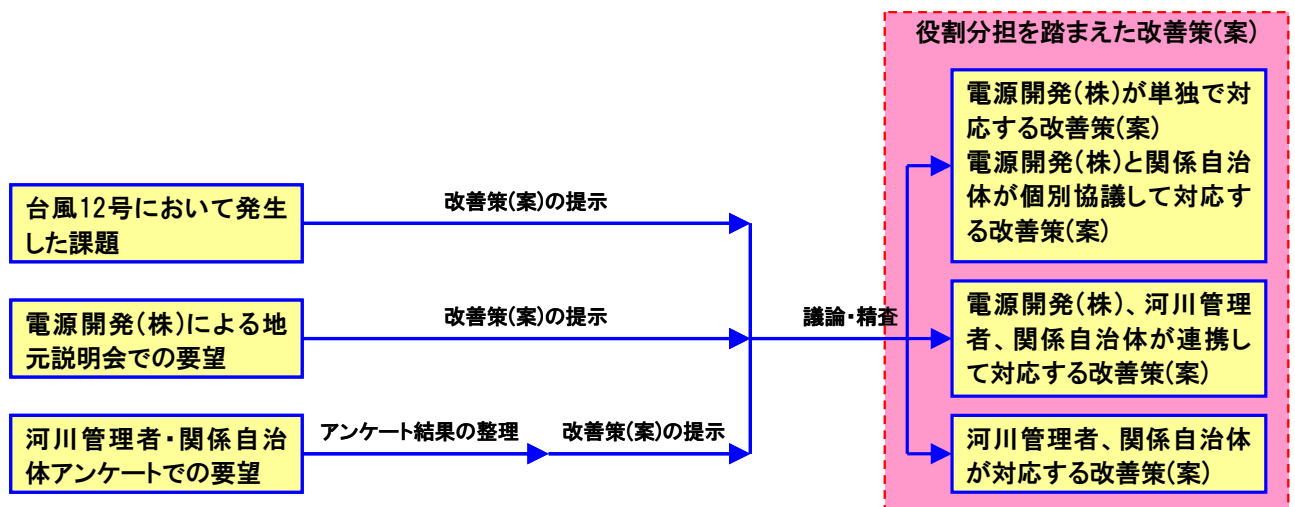 役割分担を踏まえた改善策(案)
台風12号において発生
した課題
改善策(案)の提示
電源開発(株)による地
元説明会での要望
改善策(案)の提示
河川管理者・関係自治
体アンケートでの要望
アンケート結果の整理
改善策(案)の提示
議論・精査
電源開発(株)が単独で対
応する改善策(案)
電源開発(株)と関係自治
体が個別協議して対応す
る改善策(案)
電源開発(株)、河川管理
者、関係自治体が連携し
て対応する改善策(案)
河川管理者、関係自治体
が対応する改善策(案)